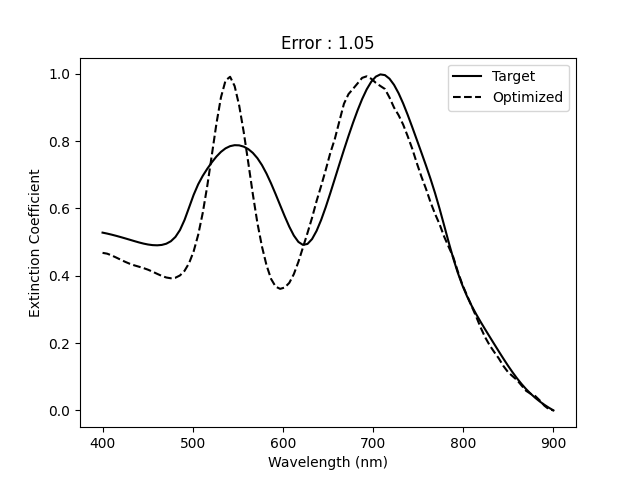 Error : 1.05
Target
Optimized
1.0
0.8
0.6
0.4
0.2
0.0
Extinction Coefficient
400 500 600 700 800 900
Wavelength (nm)